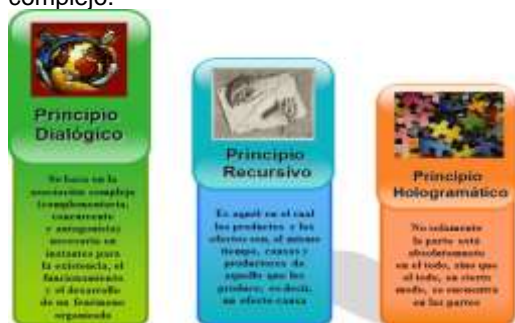 complejo.
Principio
Dialógico
Se basa en la
asociación compleja
(complementaria,
concurrente
y antagonista)
necesaria en
instantes para
la existencia, el
funcionamiento
y el desarrollo
de un fenómeno
organizado
Principio
Recursivo
Es aquél en el cual
los productos y los
efectos son, al mismo
tiempo, causas y
productores de
aquello que los
produce; es decir,
un efecto-causa
Principio
Hologramático
No solamente
la parte está
absolutamente
en el todo, sino que
el todo, en cierto
modo, se encuentra
en las partes